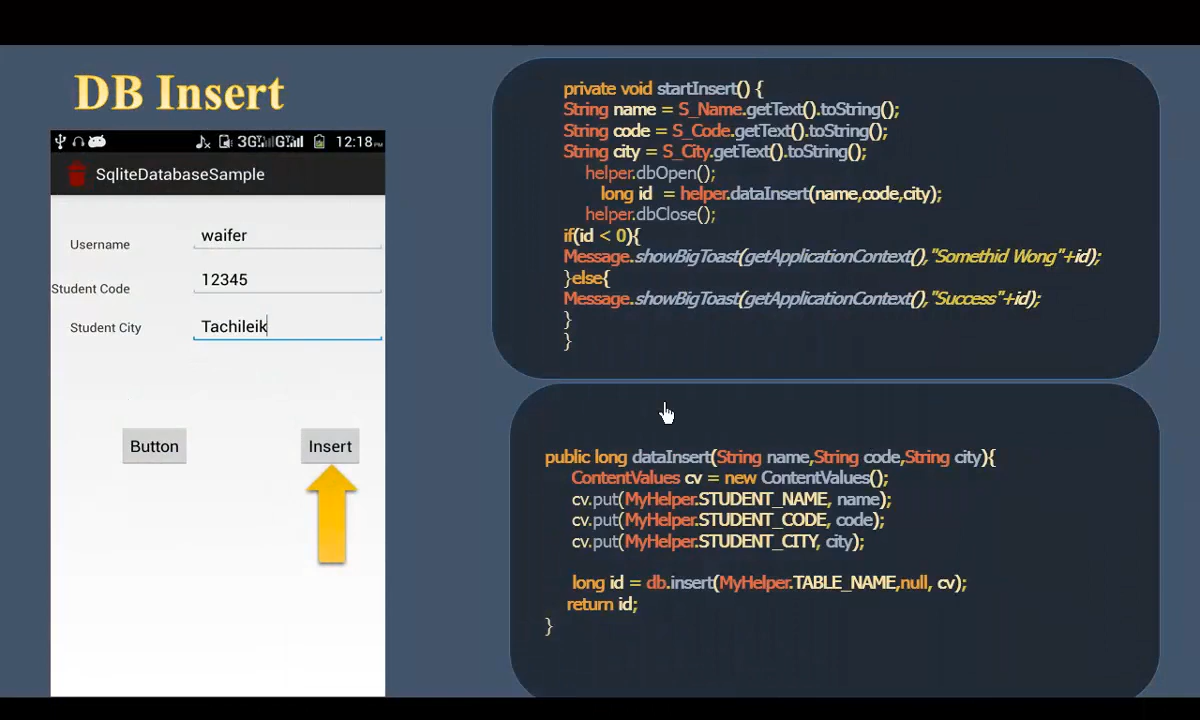 DB Insert
3G G 12:18 PM
SqliteDatabaseSample
Username
waifer
Student Code
12345
Student City
Tachileik
Button
Insert
private void startInsert() {
String name = S_Name.getText().toString();
String code = S_Code.getText().toString();
String city = S_City.getText().toString();
helper.dbOpen();
long id = helper.dataInsert(name,code,city);
helper.dbClose();
if(id < 0){
Message.showBigToast(getApplicationContext(),"Somethid Wong"+id);
}else{
Message.showBigToast(getApplicationContext(),"Success"+id);
}
}
public long dataInsert(String name,String code,String city){
ContentValues cv = new ContentValues();
cv.put(MyHelper.STUDENT_NAME, name);
cv.put(MyHelper.STUDENT_CODE, code);
cv.put(MyHelper.STUDENT_CITY, city);
long id = db.insert(MyHelper.TABLE_NAME,null, cv);
return id;
}